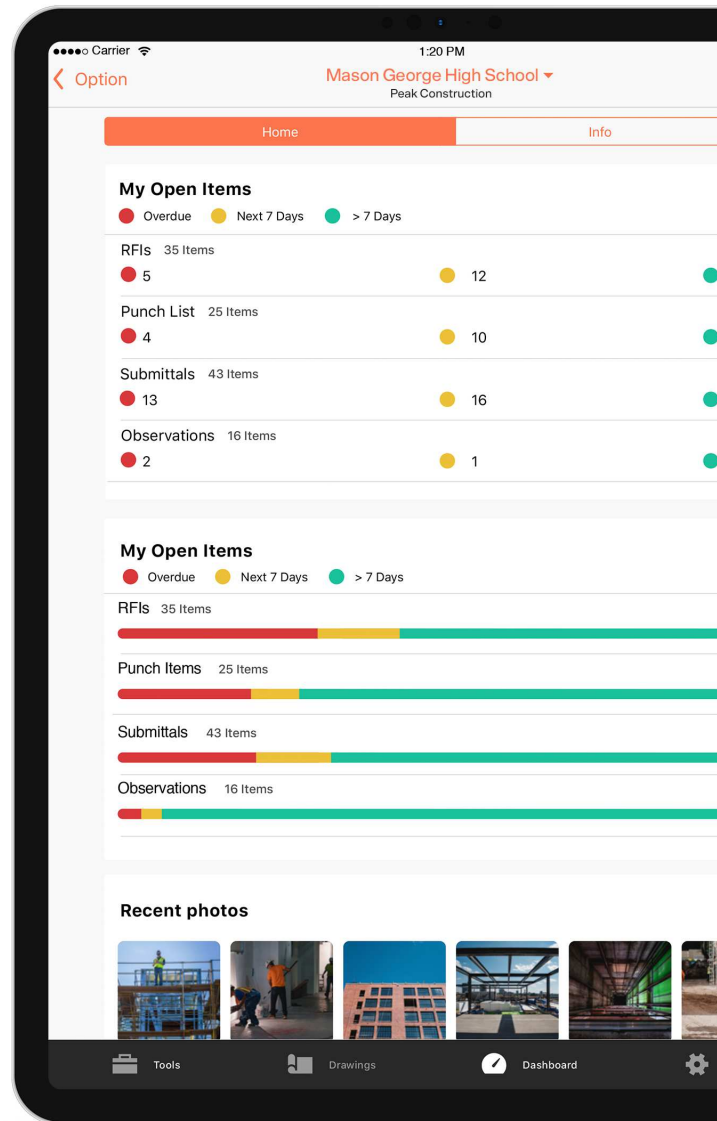 Carrier 1:20 PM
Option
Mason George High School
Peak Construction
Home Info
My Open Items
Overdue Next 7 Days > 7 Days
RFIs 35 Items
5 12
Punch List 25 Items
4 10
Submittals 43 Items
13 16
Observations 16 Items
2 1
My Open Items
Overdue Next 7 Days > 7 Days
RFIs 35 Items
Punch Items 25 Items
Submittals 43 Items
Observations 16 Items
Recent photos
Tools Drawings Dashboard